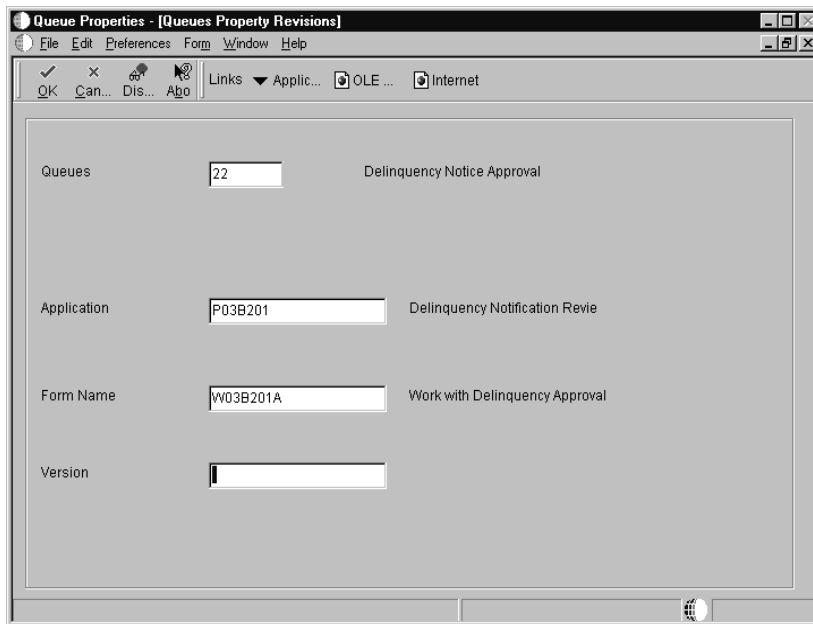 Queue Properties - [Queues Property Revisions]
File Edit Preferences Form Window Help
OK Can... Dis... Abo Links Applic... OLE ... Internet
Queues 22 Delinquency Notice Approval
Application P03B201 Delinquency Notification Revie
Form Name W03B201A Work with Delinquency Approval
Version